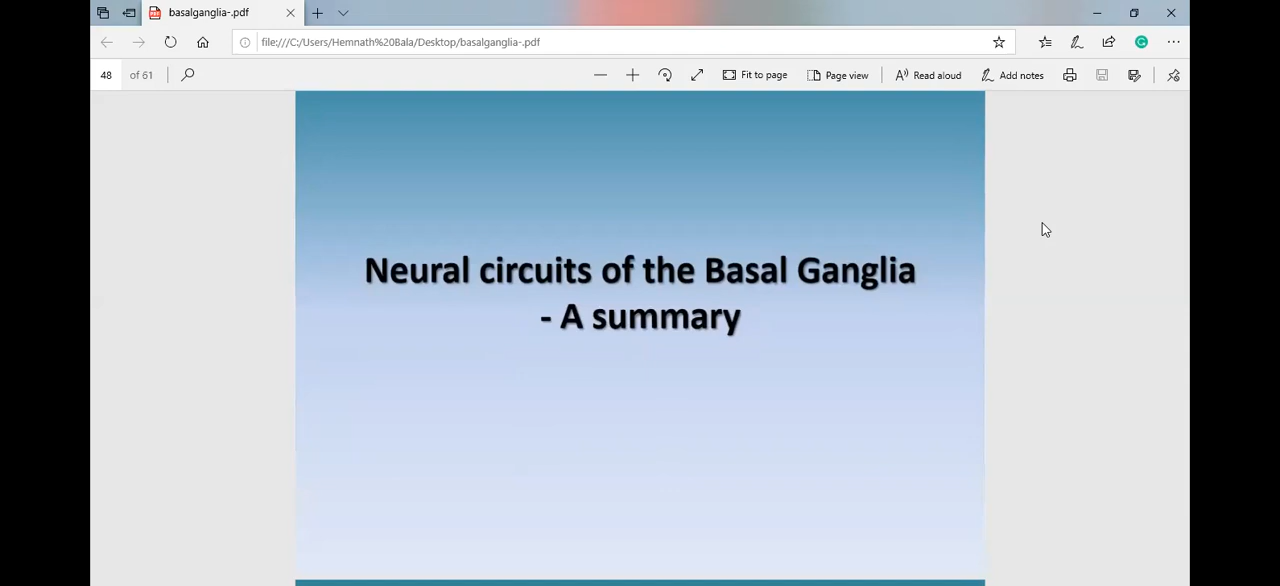 basalganglia-.pdf
file:///C:/Users/Hemnath%20Bala/Desktop/basalganglia-.pdf
48 of 61 Fit to page Page view Read aloud Add notes
Neural circuits of the Basal Ganglia
- A summary